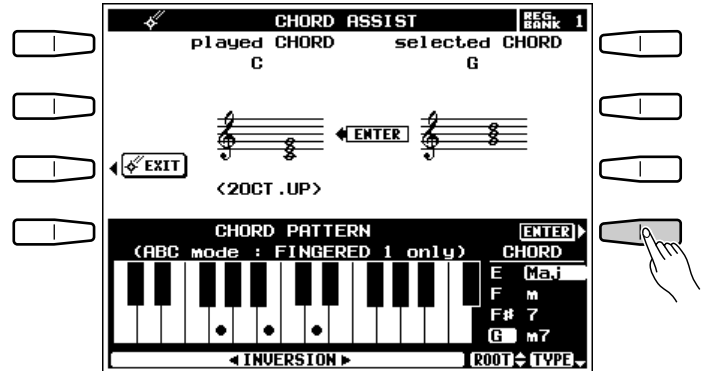 CHORD ASSIST
REG. BANK 1
played CHORD selected CHORD
C G
ENTER
EXIT
<2OCT.UP>
CHORD PATTERN ENTER
(ABC mode : FINGERED 1 only) CHORD
E Maj
F m
F# 7
G m7
INVERSION ROOT TYPE